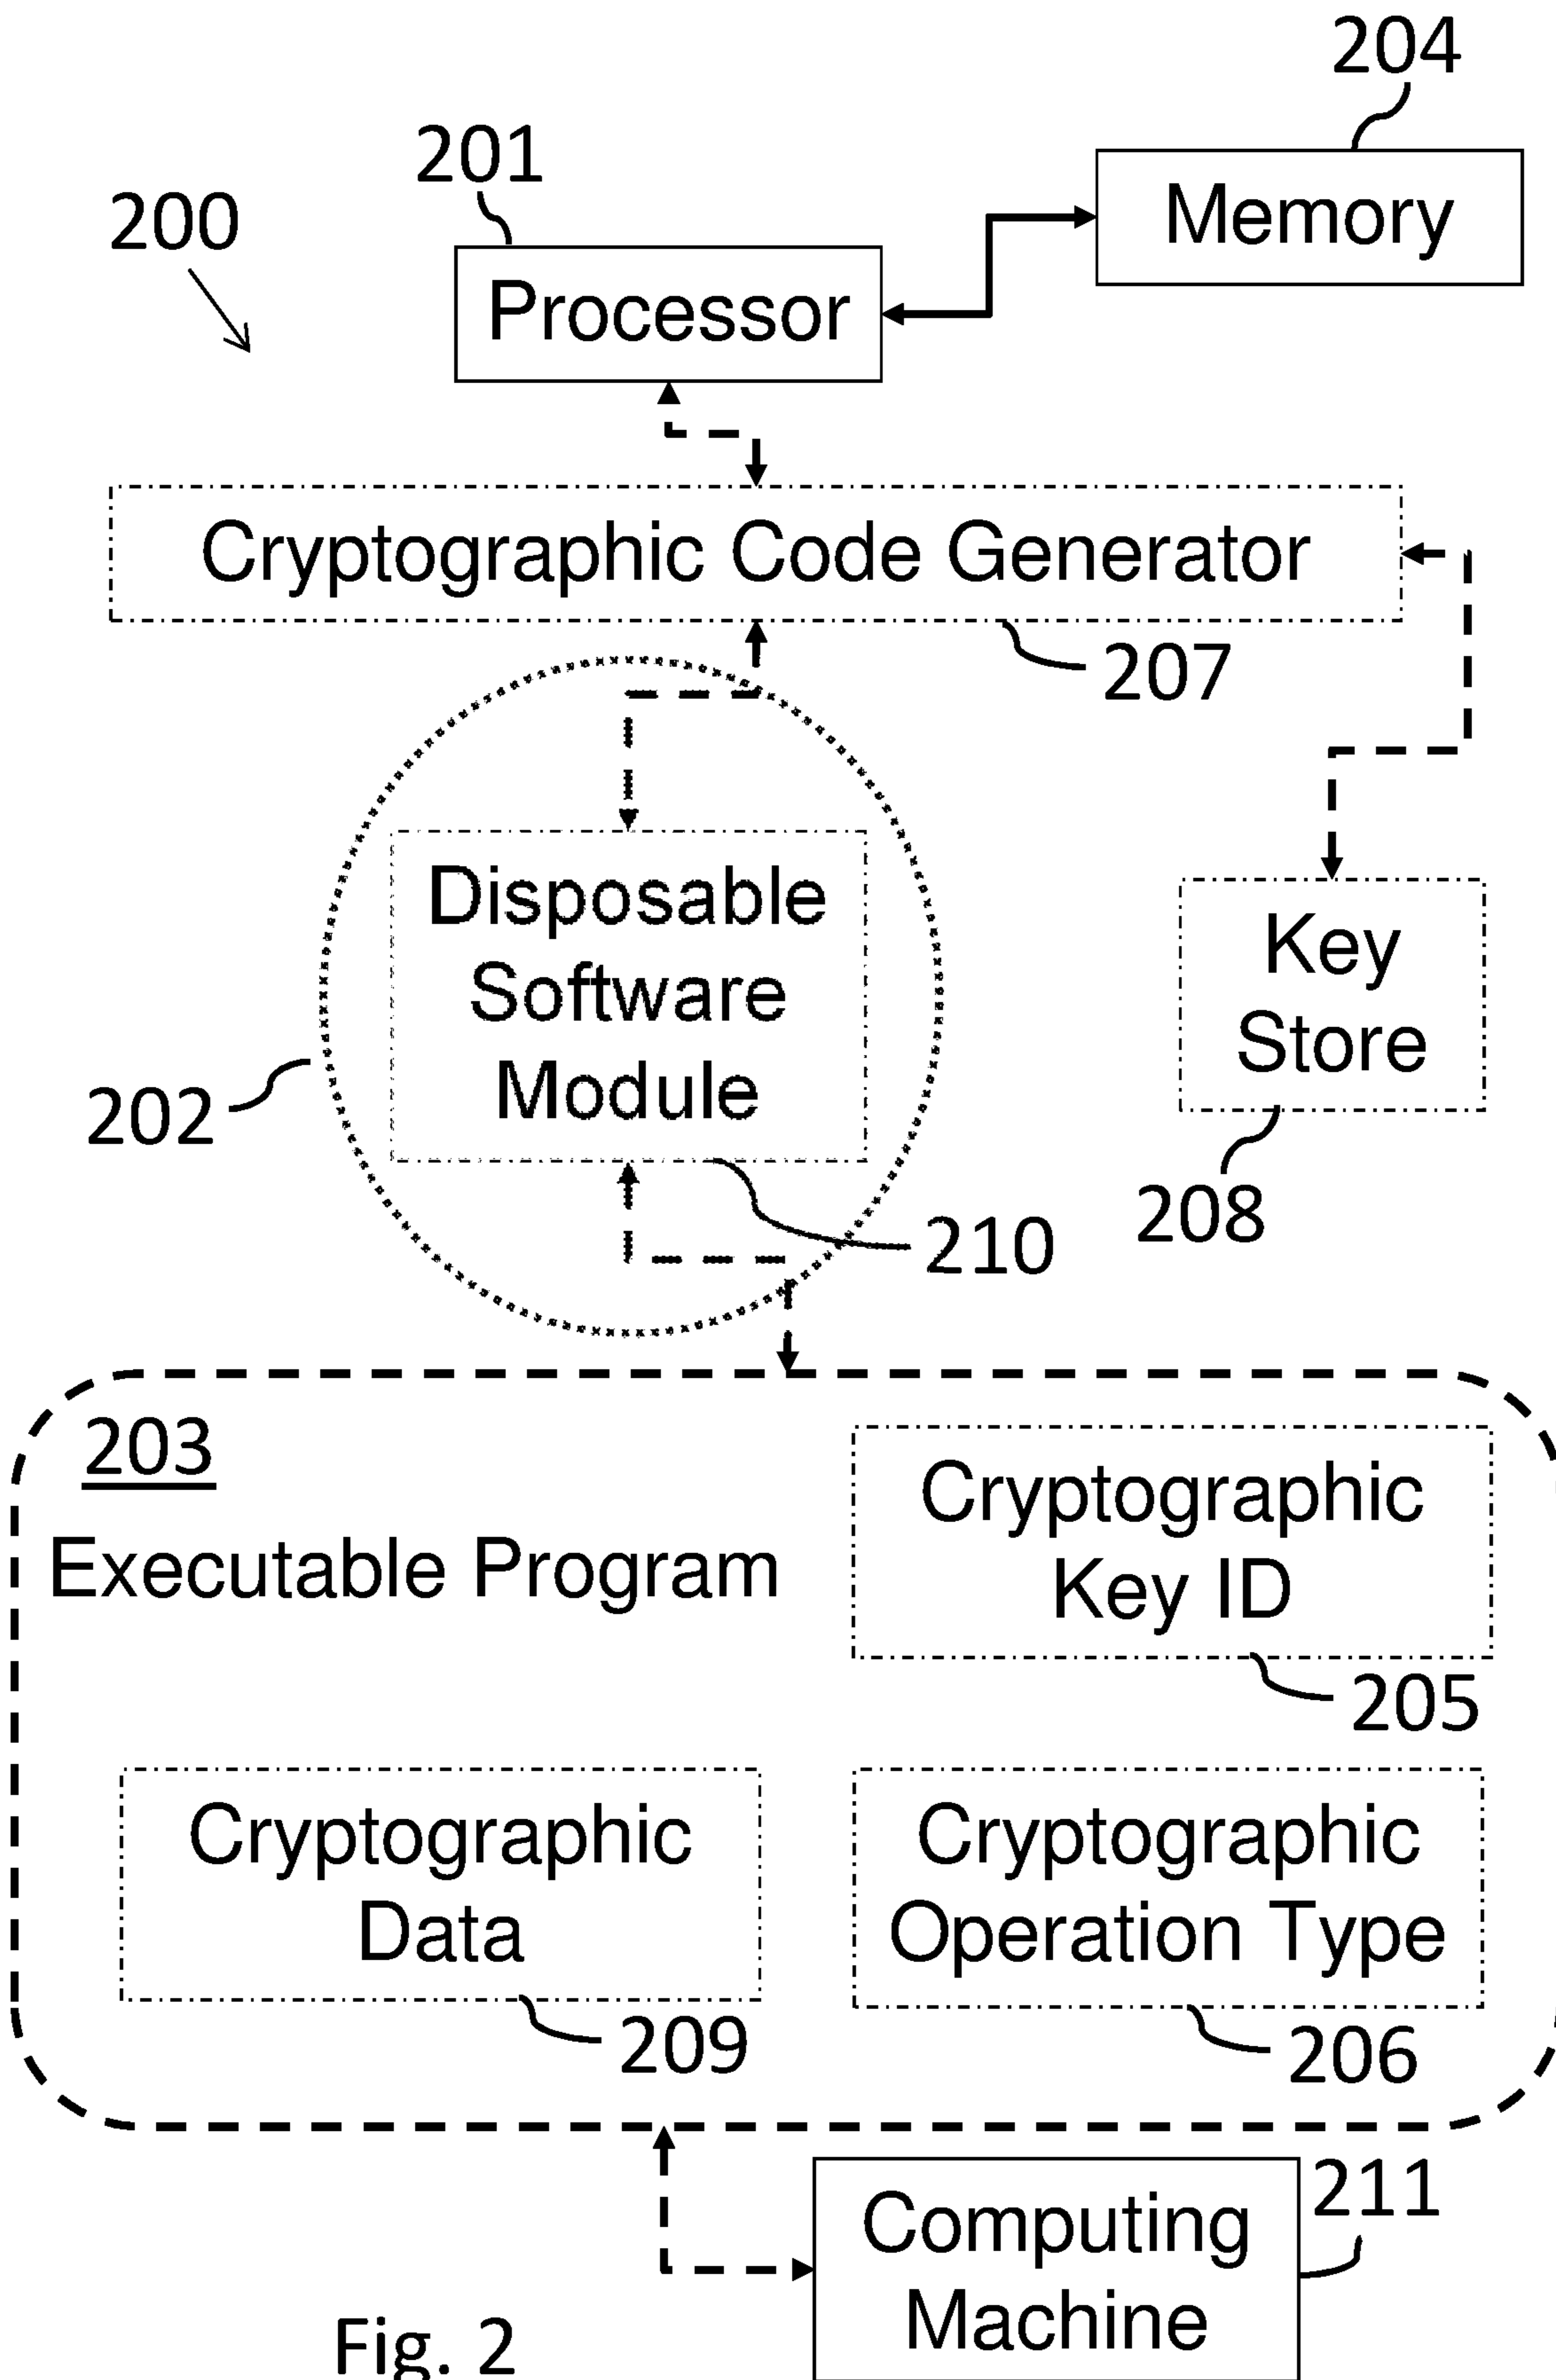 204
201
200
Memory
Processor
Cryptographic Code Generator
207
Disposable
Software
Module
Key
Store
202
208
210
203
Executable Program
Cryptographic
Key ID
205
Cryptographic
Data
Cryptographic
Operation Type
209
206
211
Computing
Machine
Fig. 2